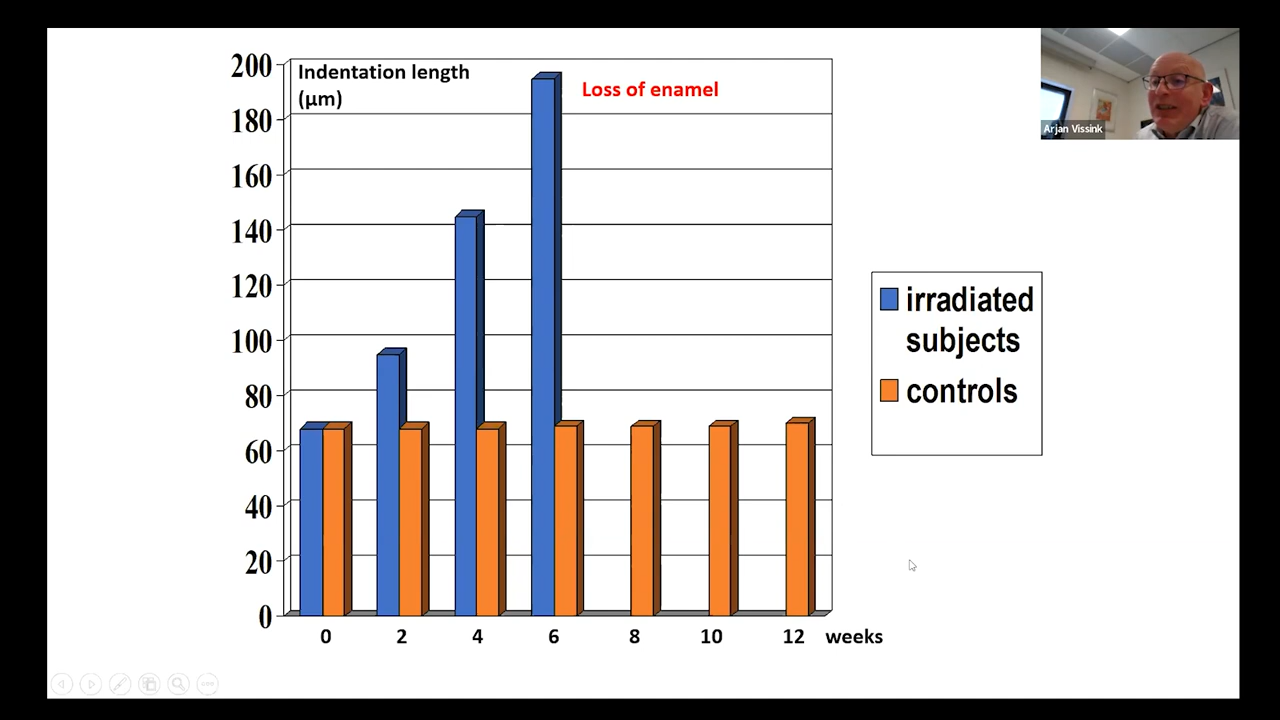 200
180
160
140
120
100
80
60
40
20
0
Indentation length
(µm)
Loss of enamel
0 2 4 6 8 10 12 weeks
irradiated
subjects
controls
Arjan Vissink